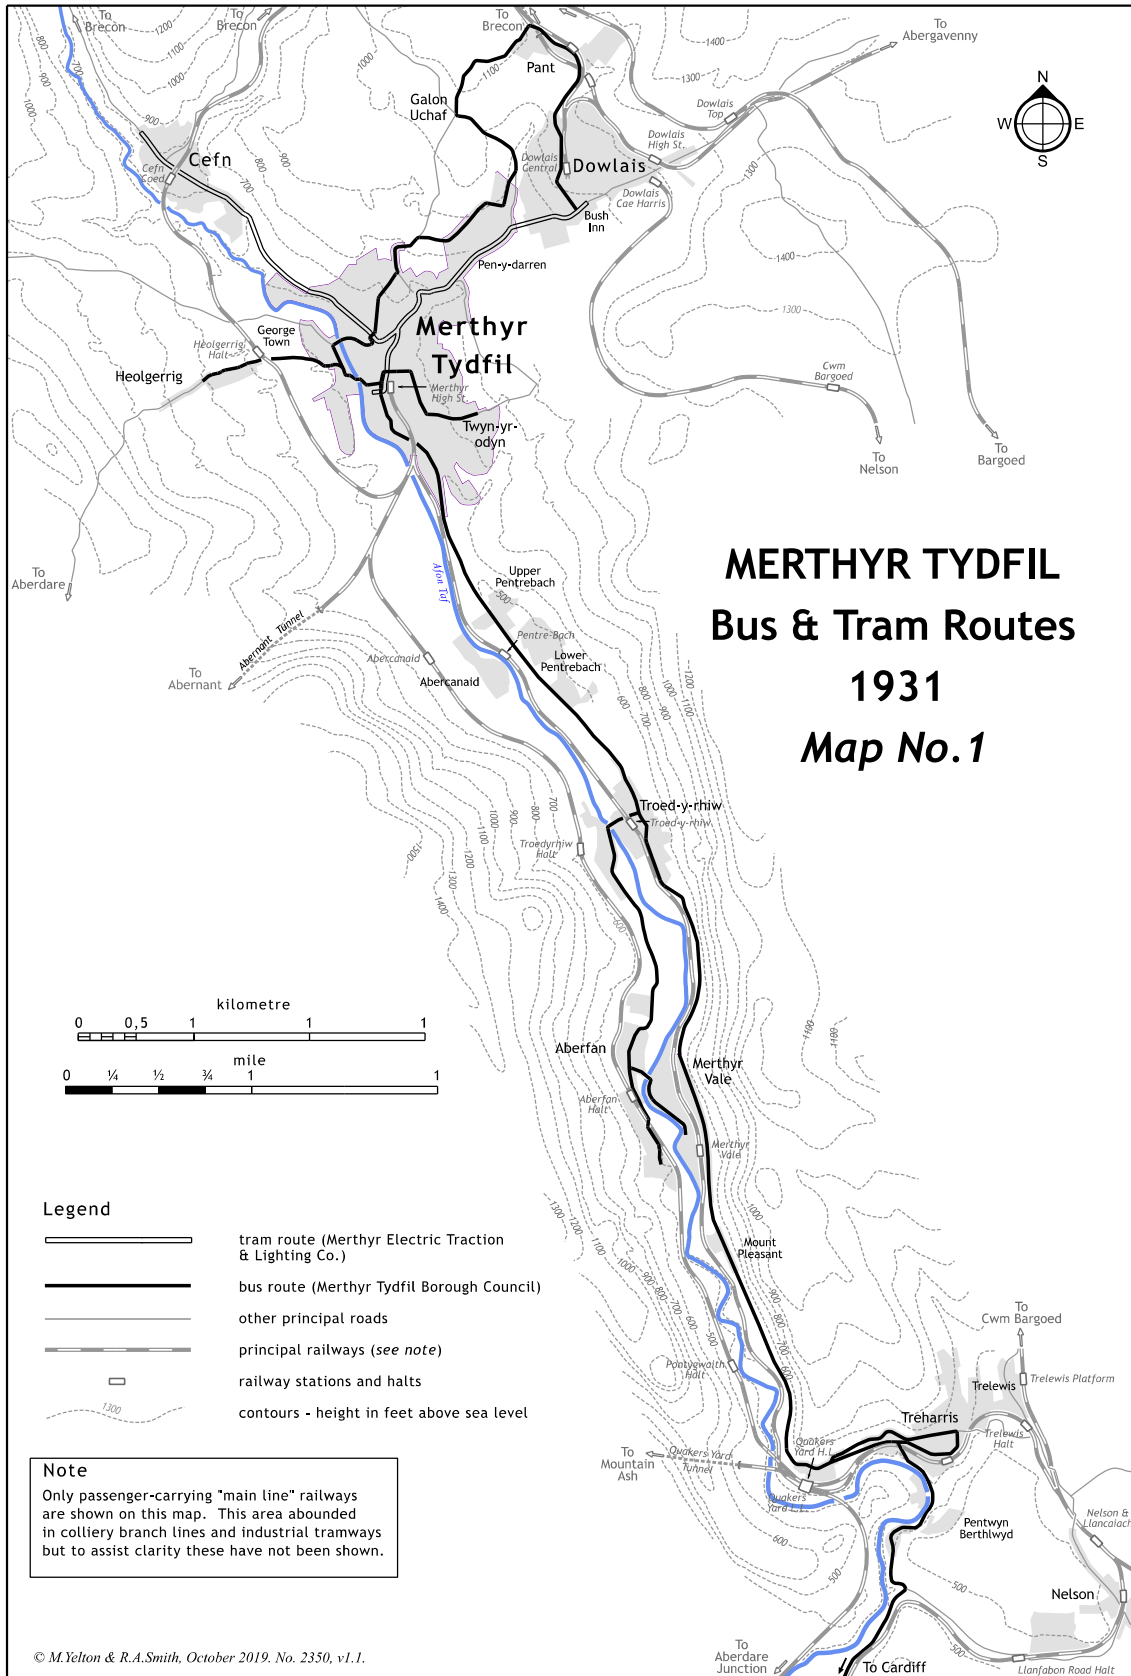 To
Brecon
To
Brecon
To
Brecon
To
Abergavenny
Pant
Galon
Uchaf
Cefn
Cefn
Coed
Dowlais
Top
Dowlais
High St.
Dowlais
Central
Dowlais
Dowlais
Cae Harris
Bush
Inn
Pen-y-darren
N
W
E
S
Merthyr
Tydfil
George
Town
Heolgerrig
Halt
Heolgerrig
Merthyr
High St.
Twyn-yr-
odyn
Cwm
Bargoed
To
Nelson
To
Bargoed
To
Aberdare
Abernant Tunnel
To
Abernant
Afon Taf
Upper
Pentrebach
Pentre-Bach
Lower
Pentrebach
Abercanaid
Abercanaid
MERTHYR TYDFIL
Bus & Tram Routes
1931
Map No.1
Troed-y-rhiw
Troed-y-rhiw
Troedyrhiw
Halt
kilometre
0 0,5 1 1 1
mile
0 ¼ ½ ¾ 1 1
Aberfan
Merthyr
Vale
Aberfan
Halt
Merthyr
Vale
Mount
Pleasant
Pontygwaith
Halt
To
Cwm Bargoed
Trelewis
Trelewis Platform
Treharris
Trelewis
Halt
Quakers
Yard H.L.
To
Mountain
Ash
Quakers Yard
Tunnel
Quakers
Yard L.L.
Pentwyn
Berthlwyd
Nelson &
Llancaiach
Nelson
To
Aberdare
Junction
To Cardiff
Llanfabon Road Halt
Legend
tram route (Merthyr Electric Traction
& Lighting Co.)
bus route (Merthyr Tydfil Borough Council)
other principal roads
principal railways (see note)
railway stations and halts
1300
contours - height in feet above sea level
Note
Only passenger-carrying "main line" railways
are shown on this map. This area abounded
in colliery branch lines and industrial tramways
but to assist clarity these have not been shown.
© M.Yelton & R.A.Smith, October 2019. No. 2350, v1.1.